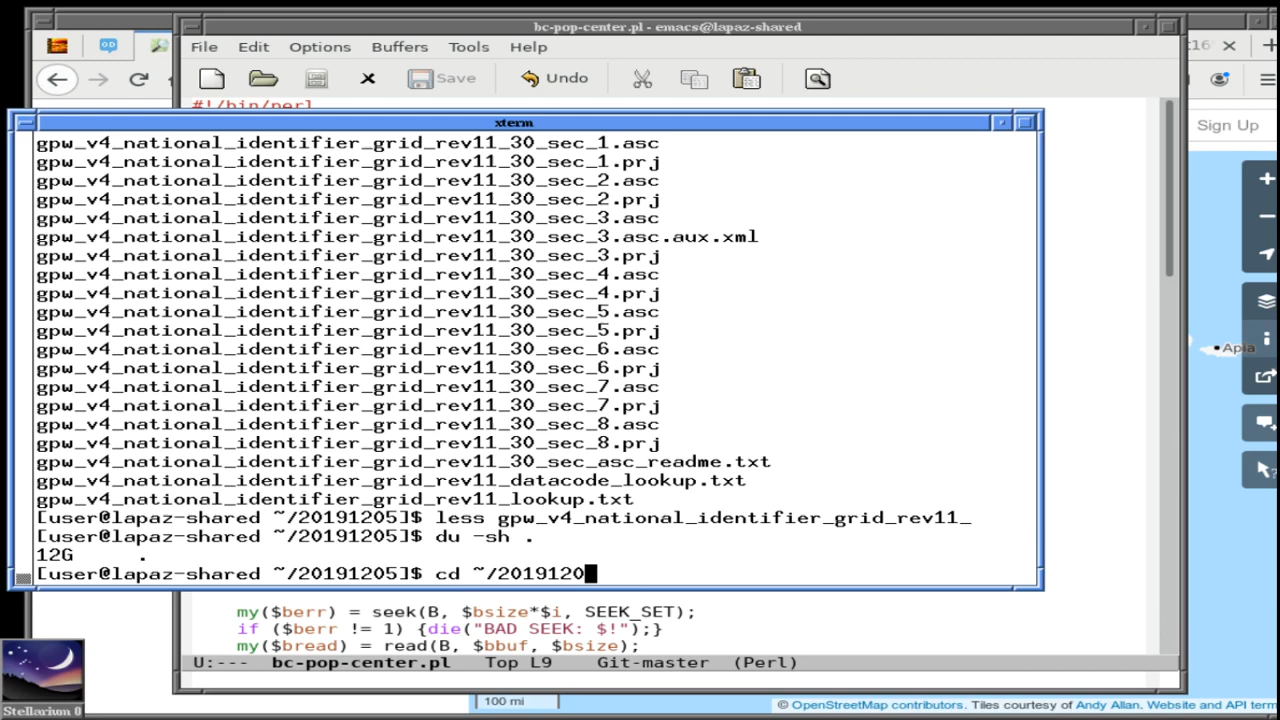 bc-pop-center.pl - emacs@lapaz-shared
File Edit Options Buffers Tools Help
Save Undo
Sign Up
#!/bin/perl
xterm
gpw_v4_national_identifier_grid_rev11_30_sec_1.asc
gpw_v4_national_identifier_grid_rev11_30_sec_1.prj
gpw_v4_national_identifier_grid_rev11_30_sec_2.asc
gpw_v4_national_identifier_grid_rev11_30_sec_2.prj
gpw_v4_national_identifier_grid_rev11_30_sec_3.asc
gpw_v4_national_identifier_grid_rev11_30_sec_3.asc.aux.xml
gpw_v4_national_identifier_grid_rev11_30_sec_3.prj
gpw_v4_national_identifier_grid_rev11_30_sec_4.asc
gpw_v4_national_identifier_grid_rev11_30_sec_4.prj
gpw_v4_national_identifier_grid_rev11_30_sec_5.asc
gpw_v4_national_identifier_grid_rev11_30_sec_5.prj
gpw_v4_national_identifier_grid_rev11_30_sec_6.asc
gpw_v4_national_identifier_grid_rev11_30_sec_6.prj
gpw_v4_national_identifier_grid_rev11_30_sec_7.asc
gpw_v4_national_identifier_grid_rev11_30_sec_7.prj
gpw_v4_national_identifier_grid_rev11_30_sec_8.asc
gpw_v4_national_identifier_grid_rev11_30_sec_8.prj
gpw_v4_national_identifier_grid_rev11_30_sec_asc_readme.txt
gpw_v4_national_identifier_grid_rev11_datacode_lookup.txt
gpw_v4_national_identifier_grid_rev11_lookup.txt
[user@lapaz-shared ~/20191205]$ less gpw_v4_national_identifier_grid_rev11_
[user@lapaz-shared ~/20191205]$ du -sh .
12G .
[user@lapaz-shared ~/20191205]$ cd ~/2019120
Apia
my($berr) = seek(B, $bsize*$i, SEEK_SET);
if ($berr != 1) {die("BAD SEEK: $!");}
my($bread) = read(B, $bbuf, $bsize);
U:--- bc-pop-center.pl Top L9 Git-master (Perl)
100 mi
© OpenStreetMap contributors. Tiles courtesy of Andy Allan. Website and API term
Stellarium 0